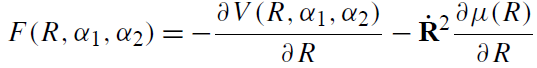 F(R, α₁, α₂) = −∂V(R, α₁, α₂)/∂R − Ṙ² ∂μ(R)/∂R